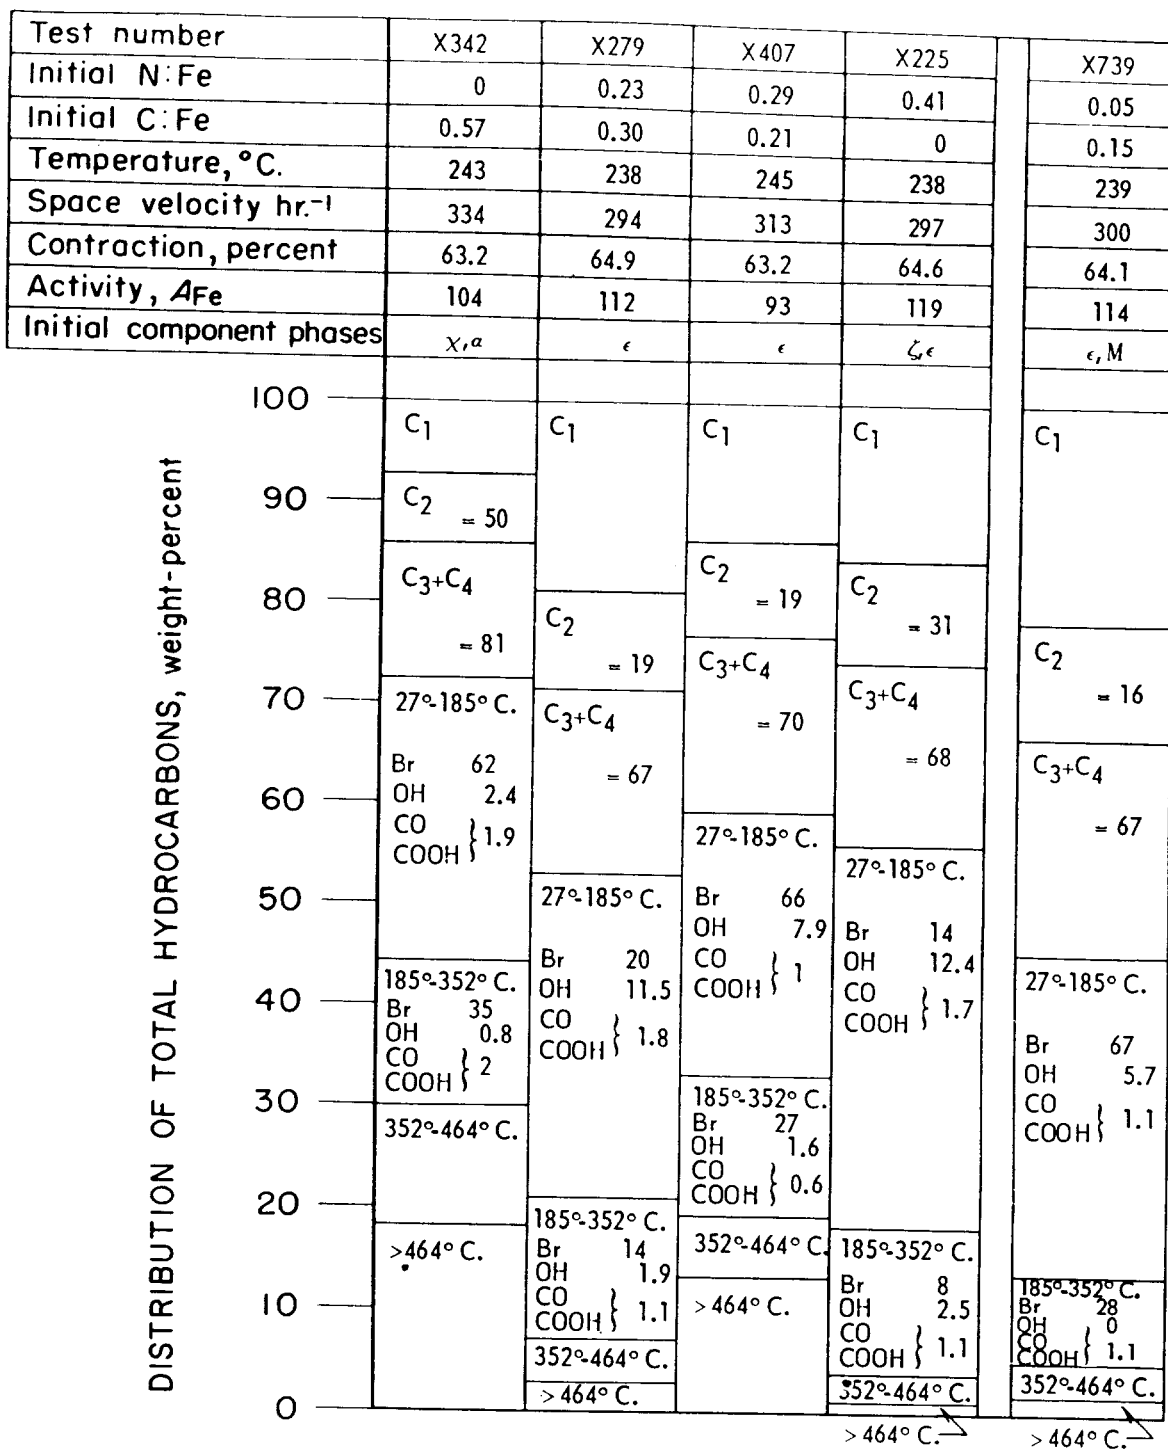 Test number X342 X279 X407 X225 X739
Initial N:Fe 0 0.23 0.29 0.41 0.05
Initial C:Fe 0.57 0.30 0.21 0 0.15
Temperature, °C. 243 238 245 238 239
Space velocity hr.⁻¹ 334 294 313 297 300
Contraction, percent 63.2 64.9 63.2 64.6 64.1
Activity, AFe 104 112 93 119 114
Initial component phases χ,α ϵ ϵ ζ,ϵ ϵ,M
DISTRIBUTION OF TOTAL HYDROCARBONS, weight-percent
100
90
80
70
60
50
40
30
20
10
0
C1
C2
= 50
C3+C4
= 81
27°-185° C.
Br 62
OH 2.4
CO
COOH } 1.9
185°-352° C.
Br 35
OH 0.8
CO
COOH } 2
352°-464° C.
>464° C.
C1
C2
= 19
C3+C4
= 67
27°-185° C.
Br 20
OH 11.5
CO
COOH } 1.8
185°-352° C.
Br 14
OH 1.9
CO
COOH } 1.1
352°-464° C.
>464° C.
C1
C2
= 19
C3+C4
= 70
27°-185° C.
Br 66
OH 7.9
CO
COOH } 1
185°-352° C.
Br 27
OH 1.6
CO
COOH } 0.6
352°-464° C.
>464° C.
C1
C2
= 31
C3+C4
= 68
27°-185° C.
Br 14
OH 12.4
CO
COOH } 1.7
185°-352° C.
Br 8
OH 2.5
CO
COOH } 1.1
352°-464° C.
>464° C.
C1
C2
= 16
C3+C4
= 67
27°-185° C.
Br 67
OH 5.7
CO
COOH } 1.1
185°-352° C.
Br 28
OH 0
CO
COOH } 1.1
352°-464° C.
>464° C.